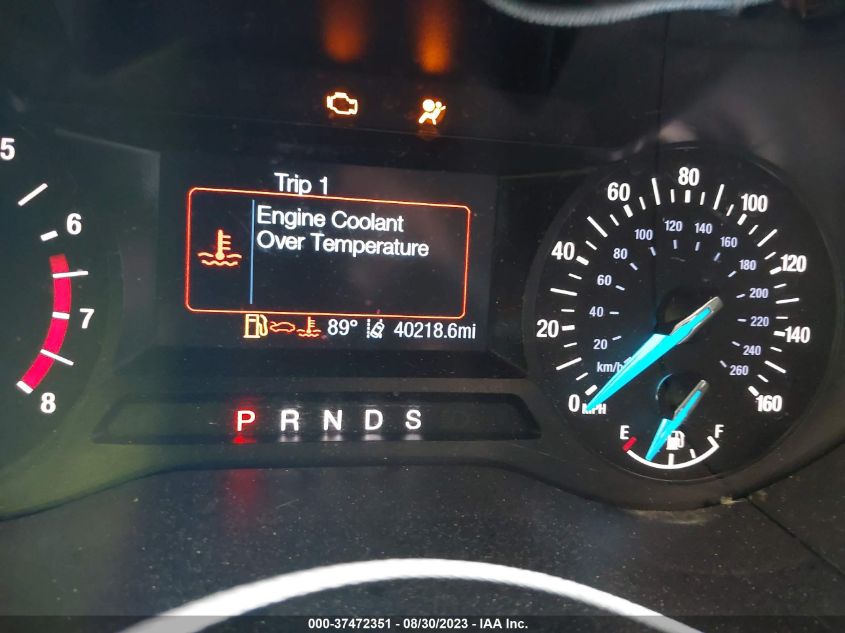 Trip 1
Engine Coolant
Over Temperature
89° 40218.6mi
P R N D S
5
6
7
8
0 20 40 60 80 100 120 140 160
MPH
20 40 60 80 100 120 140 160 180 200 220 240 260
km/h
E F
000-37472351 / 08/30/2023 - IAA Inc.